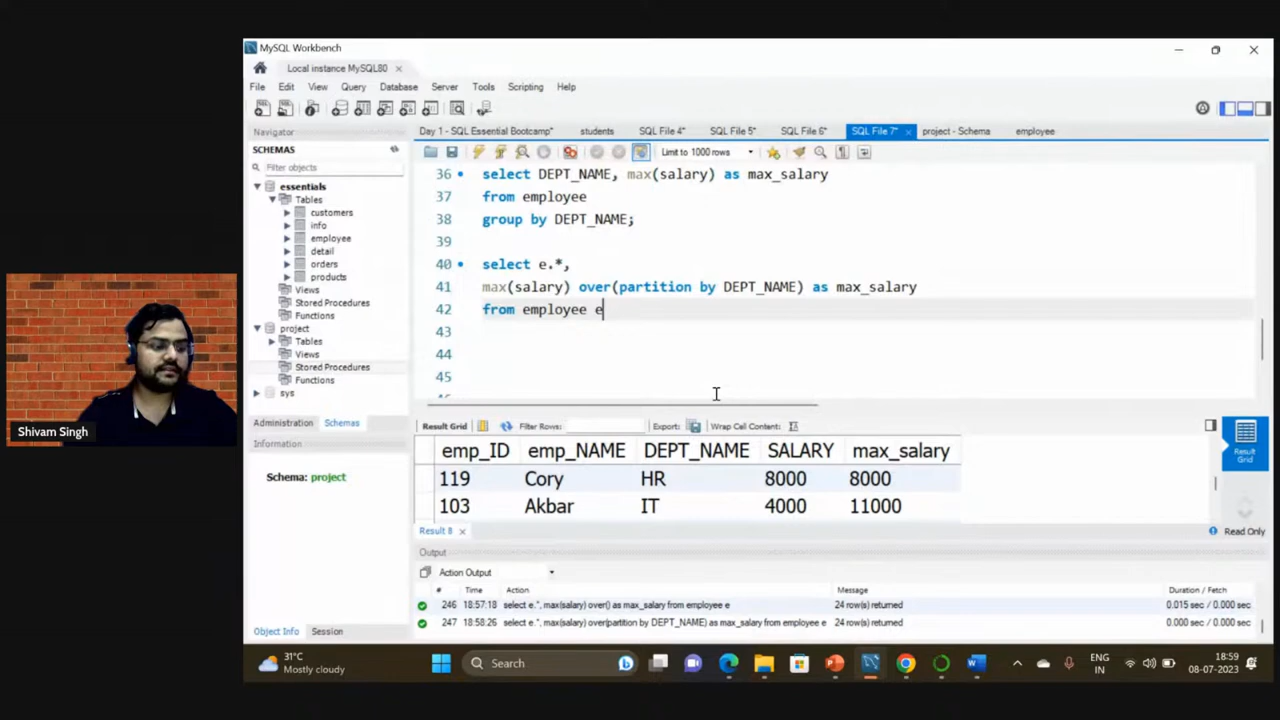 MySQL Workbench
Local instance MySQL80 ×
File Edit View Query Database Server Tools Scripting Help
Navigator
SCHEMAS
Filter objects
essentials
Tables
customers
info
employee
detail
orders
products
Views
Stored Procedures
Functions
project
Tables
Views
Stored Procedures
Functions
sys
Administration Schemas
Information
Schema: project
Object Info Session
Day 1 - SQL Essential Bootcamp* students SQL File 4* SQL File 5* SQL File 6* SQL File 7* × project - Schema employee
Limit to 1000 rows
36 select DEPT_NAME, max(salary) as max_salary
37 from employee
38 group by DEPT_NAME;
39
40 select e.*,
41 max(salary) over(partition by DEPT_NAME) as max_salary
42 from employee e
43
44
45
Result Grid Filter Rows: Export: Wrap Cell Content:
emp_ID emp_NAME DEPT_NAME SALARY max_salary
119 Cory HR 8000 8000
103 Akbar IT 4000 11000
Result Grid
Result 8 × Read Only
Output
Action Output
# Time Action Message Duration / Fetch
246 18:57:18 select e.*, max(salary) over() as max_salary from employee e 24 row(s) returned 0.015 sec / 0.000 sec
247 18:58:26 select e.*, max(salary) over(partition by DEPT_NAME) as max_salary from employee e 24 row(s) returned 0.000 sec / 0.000 sec
Shivam Singh
31°C
Mostly cloudy
Search
ENG
IN
18:59
08-07-2023